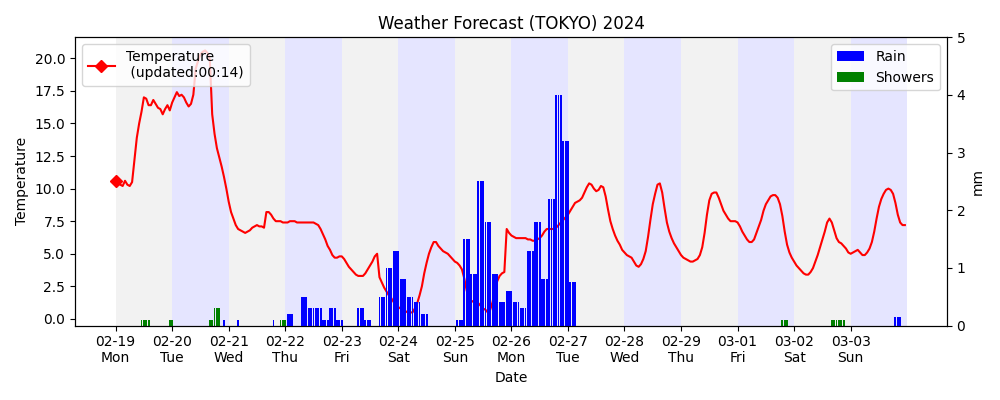 Weather Forecast (TOKYO) 2024
Temperature
(updated:00:14)
Rain
Showers
Temperature
20.0
17.5
15.0
12.5
10.0
7.5
5.0
2.5
0.0
5
4
3
2
1
0
mm
02-19 02-20 02-21 02-22 02-23 02-24 02-25 02-26 02-27 02-28 02-29 03-01 03-02 03-03
Mon Tue Wed Thu Fri Sat Sun Mon Tue Wed Thu Fri Sat Sun
Date